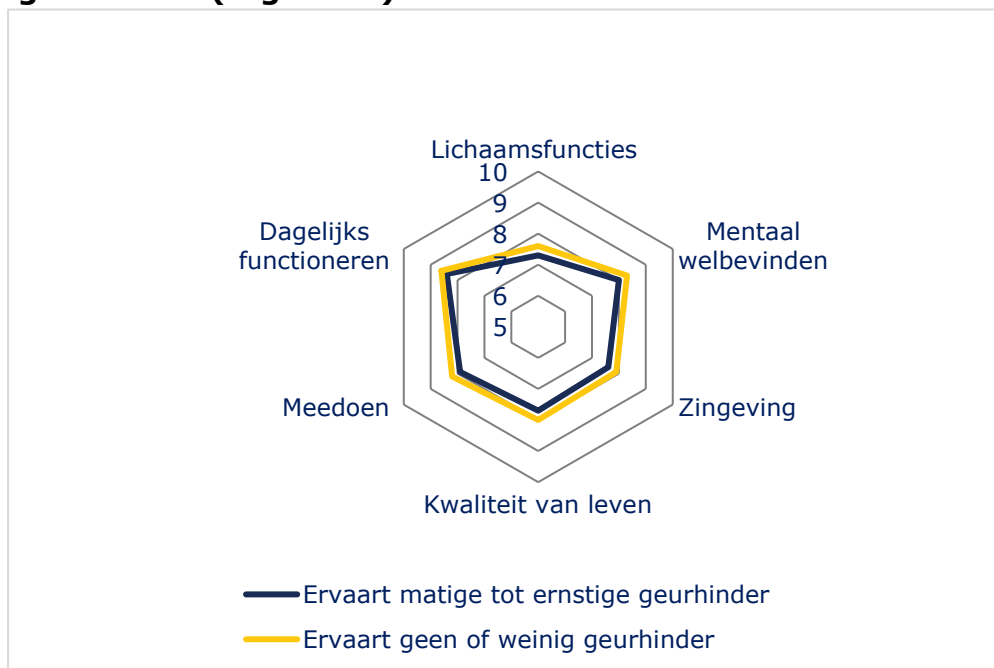 Lichaamsfuncties
10
9
8
7
6
5
Mentaal
welbevinden
Zingeving
Kwaliteit van leven
Meedoen
Dagelijks
functioneren
Ervaart matige tot ernstige geurhinder
Ervaart geen of weinig geurhinder